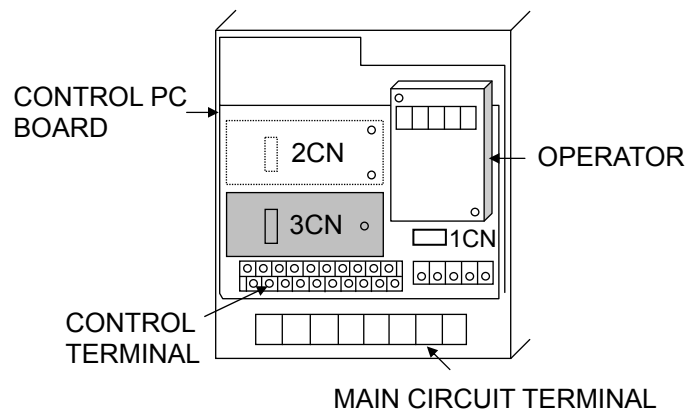 CONTROL PC
BOARD
2CN
OPERATOR
3CN
1CN
CONTROL
TERMINAL
MAIN CIRCUIT TERMINAL